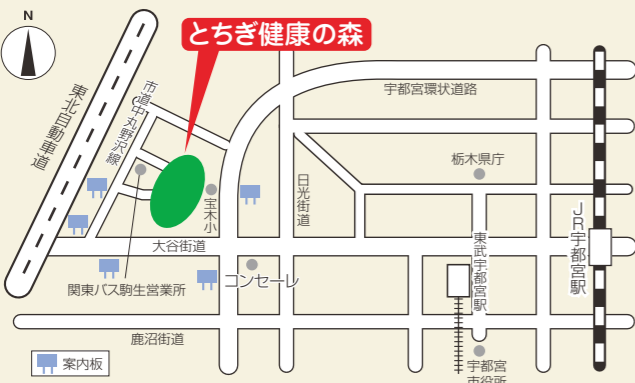 N
とちぎ健康の森
東北自動車道
市道中丸野沢線
宇都宮環状道路
日光街道
栃木県庁
宝木小
大谷街道
東武宇都宮駅
JR宇都宮駅
関東バス駒生営業所
コンセーレ
鹿沼街道
案内板
宇都宮
市役所